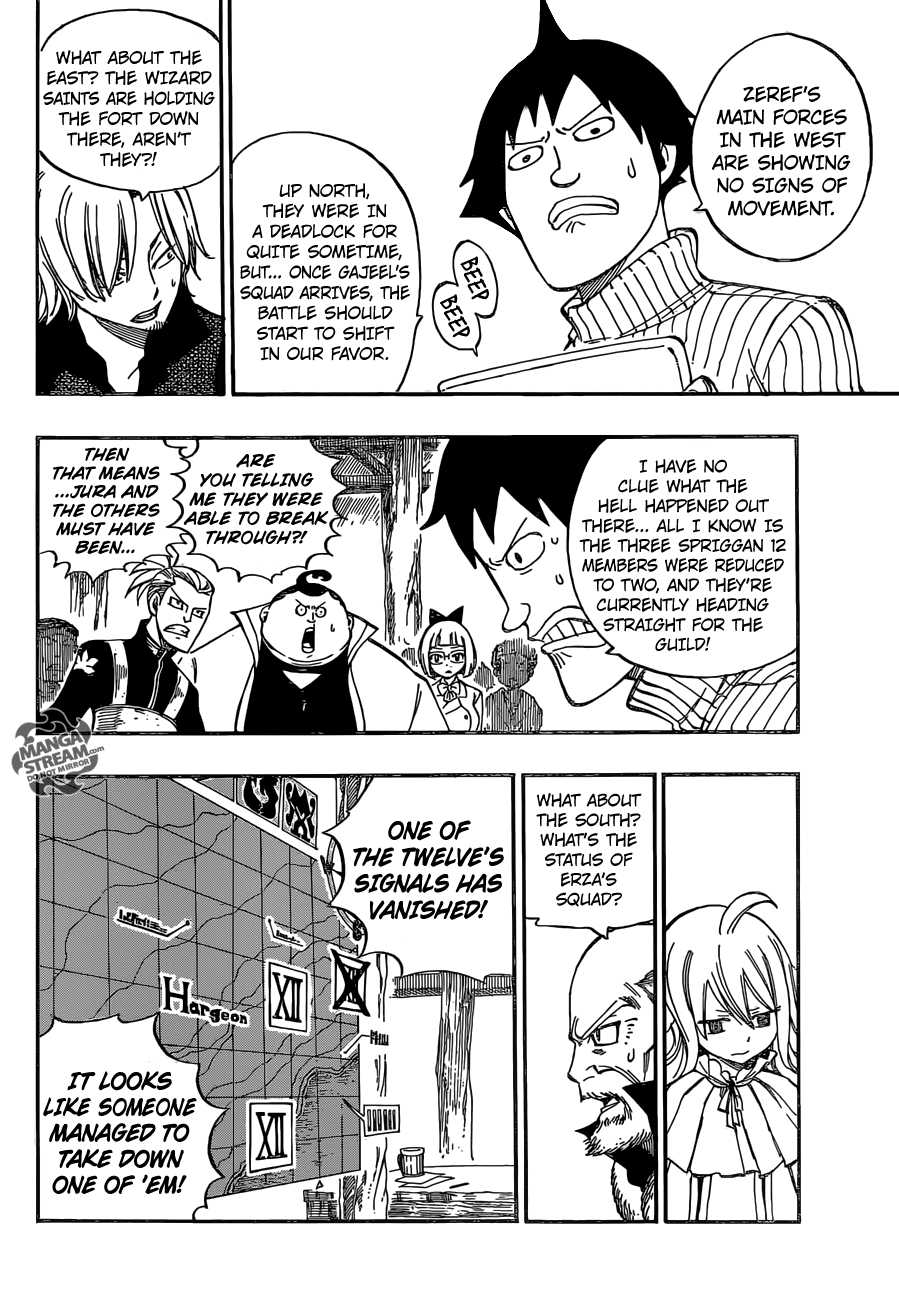 ZEREF'S
MAIN FORCES
IN THE WEST
ARE SHOWING
NO SIGNS OF
MOVEMENT.
BEEP
BEEP
UP NORTH,
THEY WERE IN
A DEADLOCK FOR
QUITE SOMETIME,
BUT... ONCE GAJEEL'S
SQUAD ARRIVES, THE
BATTLE SHOULD
START TO SHIFT
IN OUR FAVOR.
WHAT ABOUT THE
EAST? THE WIZARD
SAINTS ARE HOLDING
THE FORT DOWN
THERE, AREN'T
THEY?!
I HAVE NO
CLUE WHAT THE
HELL HAPPENED OUT
THERE... ALL I KNOW IS
THE THREE SPRIGGAN 12
MEMBERS WERE REDUCED
TO TWO, AND THEY'RE
CURRENTLY HEADING
STRAIGHT FOR THE
GUILD!
ARE
YOU TELLING
ME THEY WERE
ABLE TO BREAK
THROUGH?!
THEN
THAT MEANS
...JURA AND
THE OTHERS
MUST HAVE
BEEN...
MANGA
STREAM.com
DO NOT MIRROR
WHAT ABOUT
THE SOUTH?
WHAT'S THE
STATUS OF
ERZA'S
SQUAD?
ONE OF
THE TWELVE'S
SIGNALS HAS
VANISHED!
XII
Hargeon
XII
IT LOOKS
LIKE SOMEONE
MANAGED TO
TAKE DOWN
ONE OF 'EM!